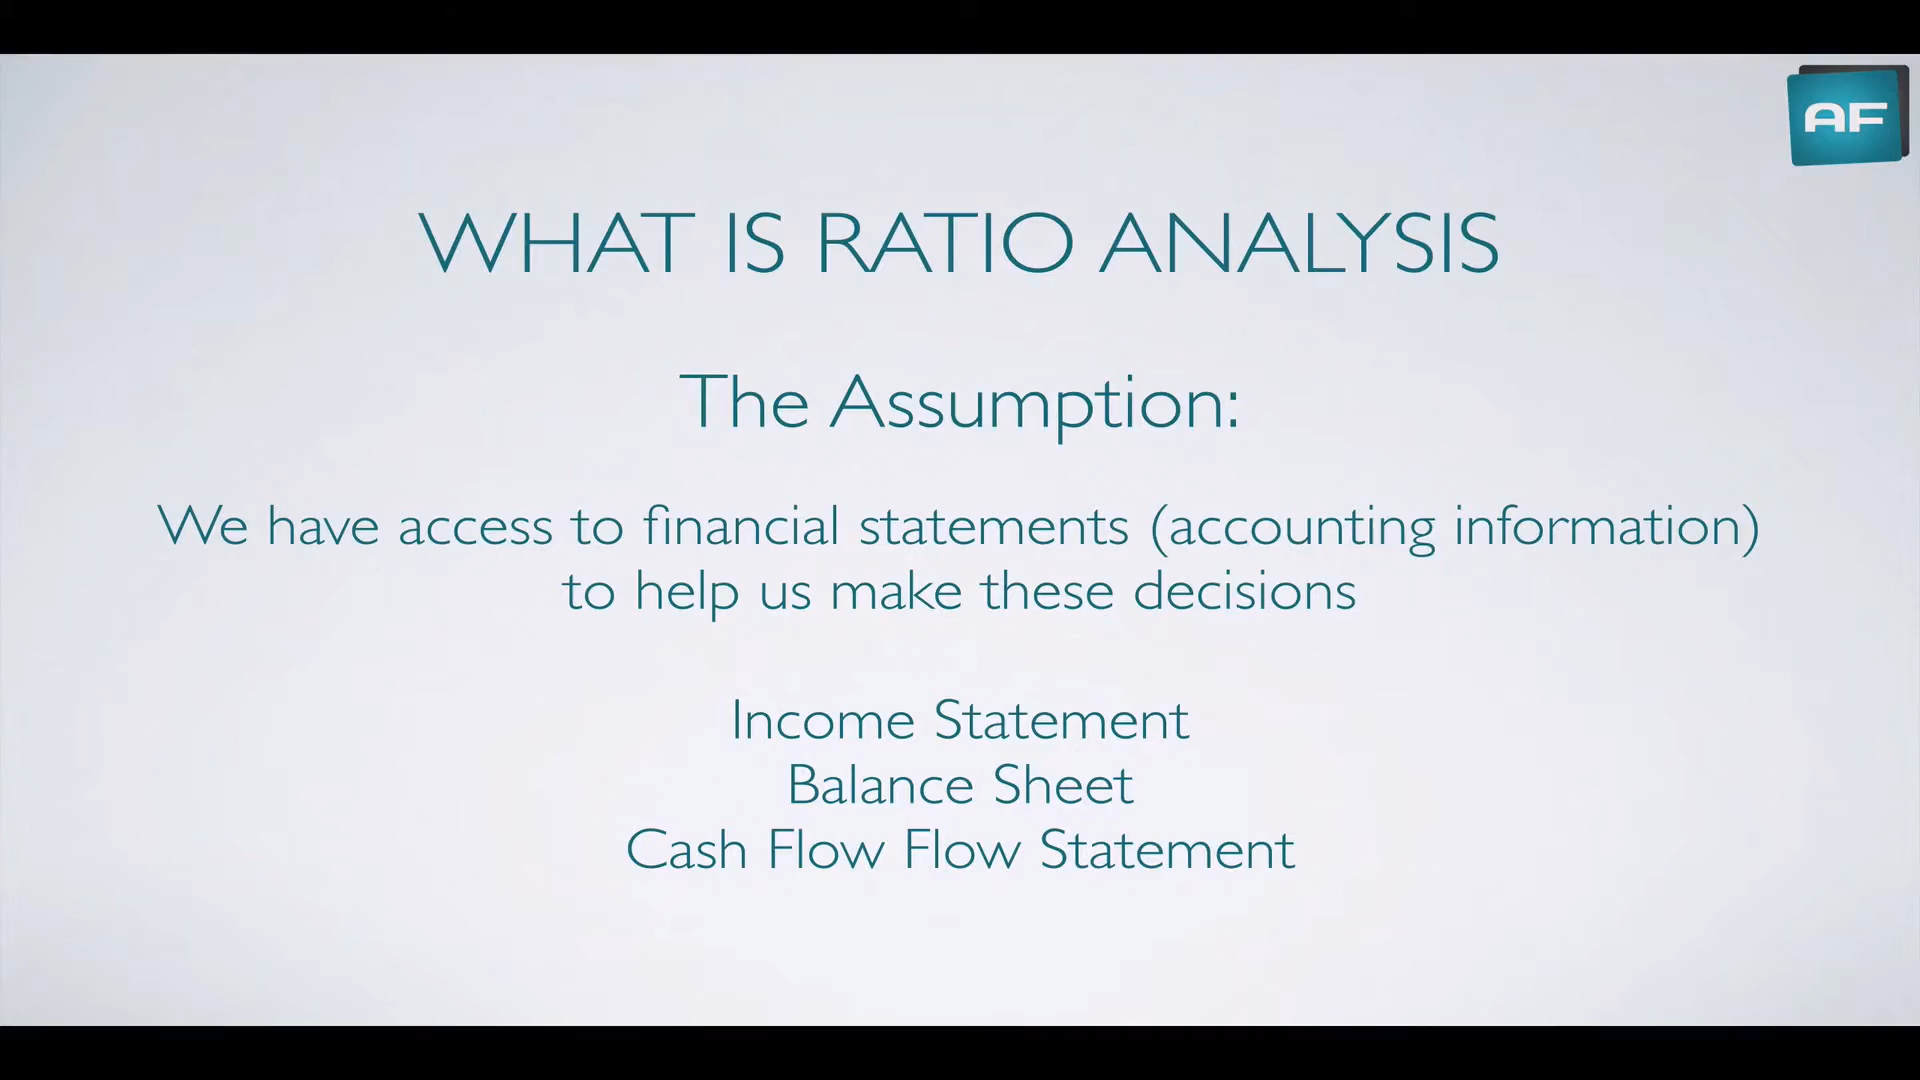 AF
WHAT IS RATIO ANALYSIS
The Assumption:
We have access to financial statements (accounting information)
to help us make these decisions
Income Statement
Balance Sheet
Cash Flow Flow Statement